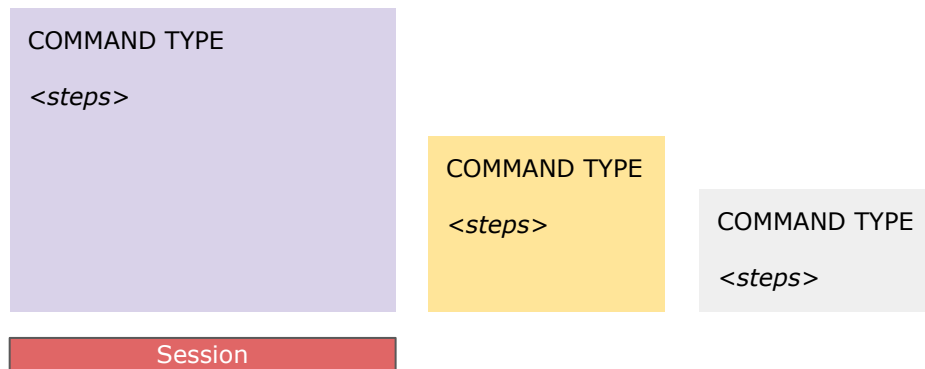 COMMAND TYPE
<steps>
COMMAND TYPE
<steps>
COMMAND TYPE
<steps>
Session